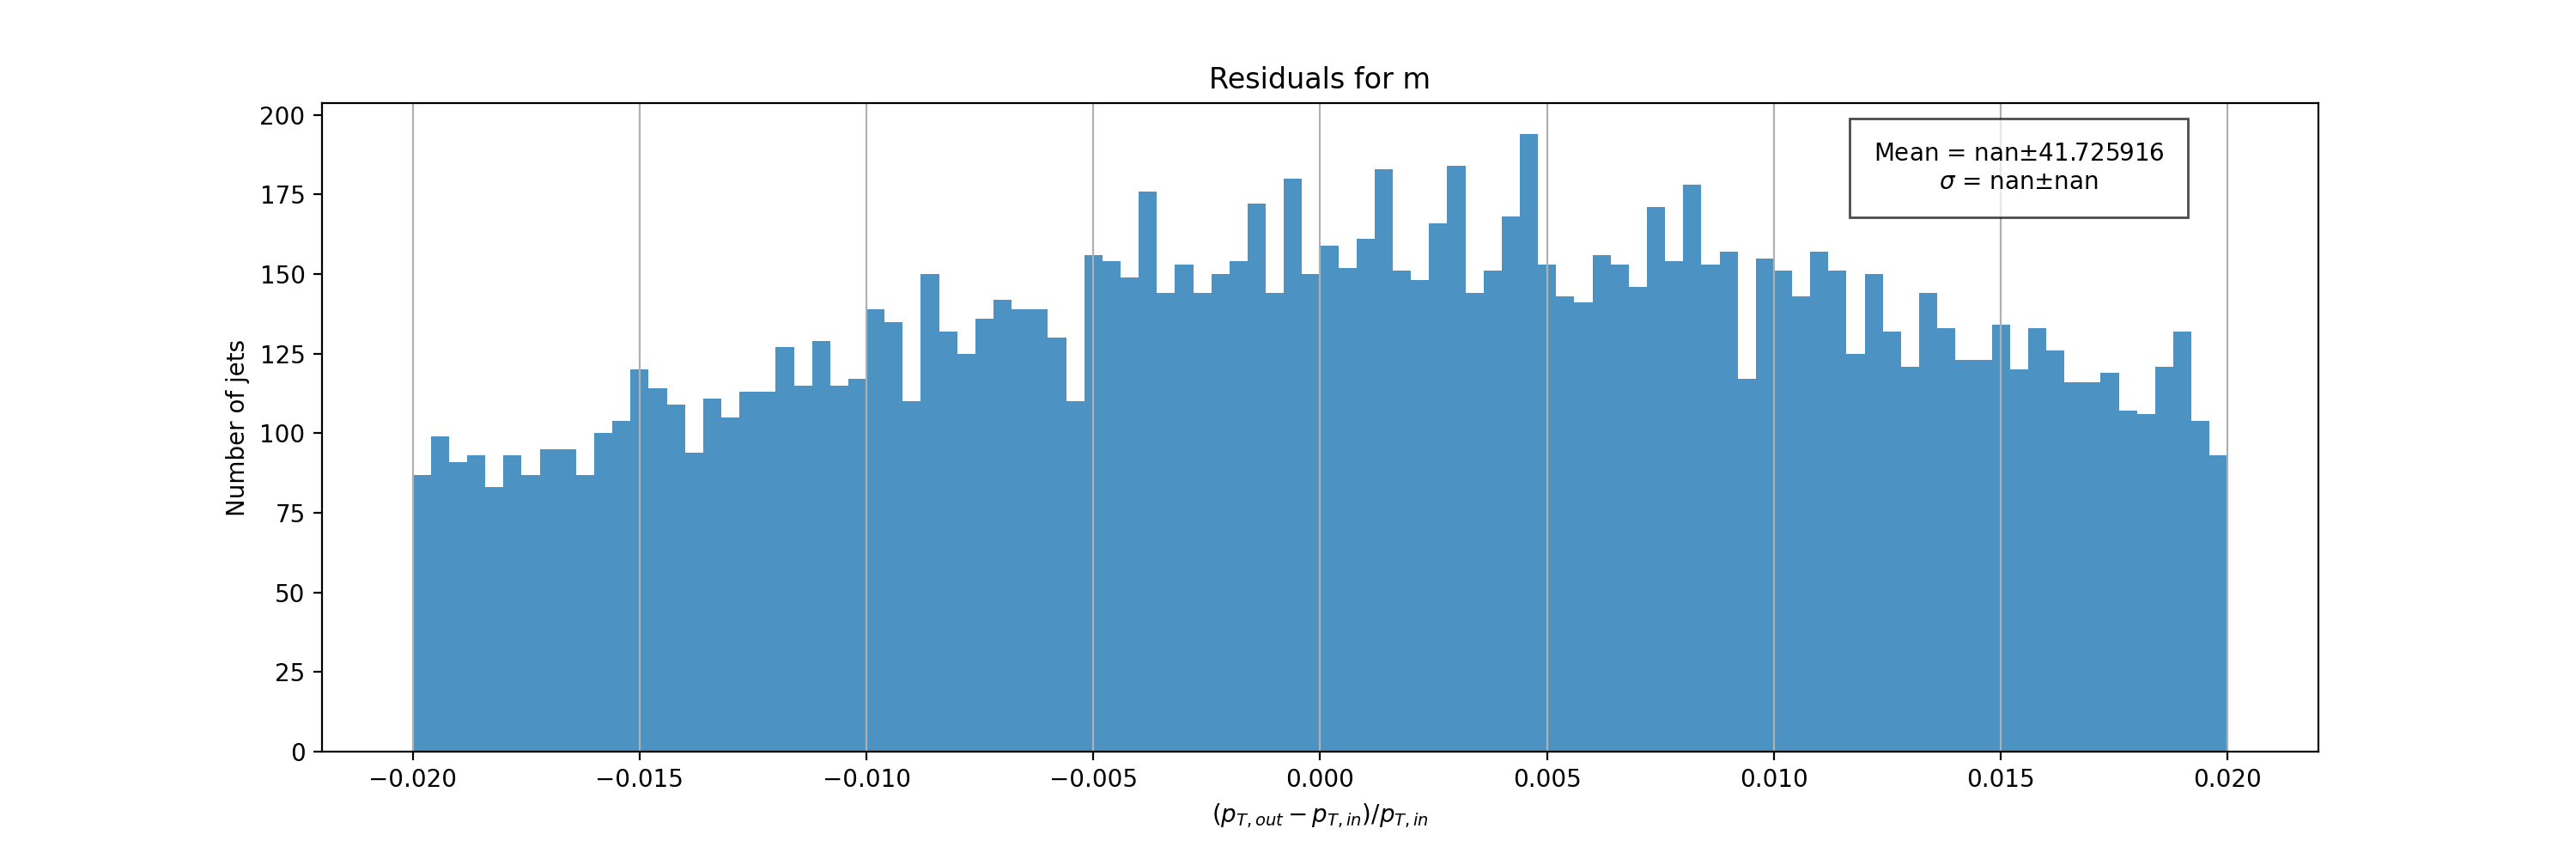 Residuals for m
200
175
150
125
100
75
50
25
0
Number of jets
Mean = nan±41.725916
σ = nan±nan
−0.020 −0.015 −0.010 −0.005 0.000 0.005 0.010 0.015 0.020
(p_{T, out} − p_{T, in})/p_{T, in}